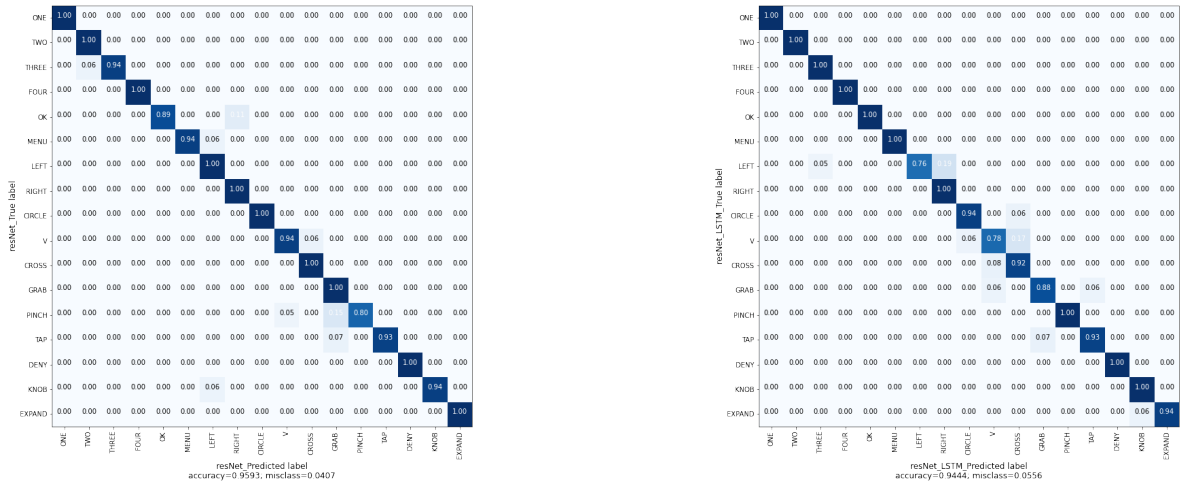 ONE 1.00 0.00 0.00 0.00 0.00 0.00 0.00 0.00 0.00 0.00 0.00 0.00 0.00 0.00 0.00 0.00 0.00
TWO 0.00 1.00 0.00 0.00 0.00 0.00 0.00 0.00 0.00 0.00 0.00 0.00 0.00 0.00 0.00 0.00 0.00
THREE 0.00 0.06 0.94 0.00 0.00 0.00 0.00 0.00 0.00 0.00 0.00 0.00 0.00 0.00 0.00 0.00 0.00
FOUR 0.00 0.00 0.00 1.00 0.00 0.00 0.00 0.00 0.00 0.00 0.00 0.00 0.00 0.00 0.00 0.00 0.00
OK 0.00 0.00 0.00 0.00 0.89 0.00 0.00 0.11 0.00 0.00 0.00 0.00 0.00 0.00 0.00 0.00 0.00
MENU 0.00 0.00 0.00 0.00 0.00 0.94 0.06 0.00 0.00 0.00 0.00 0.00 0.00 0.00 0.00 0.00 0.00
LEFT 0.00 0.00 0.00 0.00 0.00 0.00 1.00 0.00 0.00 0.00 0.00 0.00 0.00 0.00 0.00 0.00 0.00
RIGHT 0.00 0.00 0.00 0.00 0.00 0.00 0.00 1.00 0.00 0.00 0.00 0.00 0.00 0.00 0.00 0.00 0.00
CIRCLE 0.00 0.00 0.00 0.00 0.00 0.00 0.00 0.00 1.00 0.00 0.00 0.00 0.00 0.00 0.00 0.00 0.00
V 0.00 0.00 0.00 0.00 0.00 0.00 0.00 0.00 0.00 0.94 0.06 0.00 0.00 0.00 0.00 0.00 0.00
CROSS 0.00 0.00 0.00 0.00 0.00 0.00 0.00 0.00 0.00 0.00 1.00 0.00 0.00 0.00 0.00 0.00 0.00
GRAB 0.00 0.00 0.00 0.00 0.00 0.00 0.00 0.00 0.00 0.00 0.00 1.00 0.00 0.00 0.00 0.00 0.00
PINCH 0.00 0.00 0.00 0.00 0.00 0.00 0.00 0.00 0.00 0.05 0.00 0.15 0.80 0.00 0.00 0.00 0.00
TAP 0.00 0.00 0.00 0.00 0.00 0.00 0.00 0.00 0.00 0.00 0.00 0.07 0.00 0.93 0.00 0.00 0.00
DENY 0.00 0.00 0.00 0.00 0.00 0.00 0.00 0.00 0.00 0.00 0.00 0.00 0.00 0.00 1.00 0.00 0.00
KNOB 0.00 0.00 0.00 0.00 0.00 0.00 0.06 0.00 0.00 0.00 0.00 0.00 0.00 0.00 0.00 0.94 0.00
EXPAND 0.00 0.00 0.00 0.00 0.00 0.00 0.00 0.00 0.00 0.00 0.00 0.00 0.00 0.00 0.00 0.00 1.00
resNet_True label
ONE TWO THREE FOUR OK MENU LEFT RIGHT CIRCLE V CROSS GRAB PINCH TAP DENY KNOB EXPAND
resNet_Predicted label
accuracy=0.9593; misclass=0.0407
ONE 1.00 0.00 0.00 0.00 0.00 0.00 0.00 0.00 0.00 0.00 0.00 0.00 0.00 0.00 0.00 0.00 0.00
TWO 0.00 1.00 0.00 0.00 0.00 0.00 0.00 0.00 0.00 0.00 0.00 0.00 0.00 0.00 0.00 0.00 0.00
THREE 0.00 0.00 1.00 0.00 0.00 0.00 0.00 0.00 0.00 0.00 0.00 0.00 0.00 0.00 0.00 0.00 0.00
FOUR 0.00 0.00 0.00 1.00 0.00 0.00 0.00 0.00 0.00 0.00 0.00 0.00 0.00 0.00 0.00 0.00 0.00
OK 0.00 0.00 0.00 0.00 1.00 0.00 0.00 0.00 0.00 0.00 0.00 0.00 0.00 0.00 0.00 0.00 0.00
MENU 0.00 0.00 0.00 0.00 0.00 1.00 0.00 0.00 0.00 0.00 0.00 0.00 0.00 0.00 0.00 0.00 0.00
LEFT 0.00 0.00 0.05 0.00 0.00 0.00 0.76 0.19 0.00 0.00 0.00 0.00 0.00 0.00 0.00 0.00 0.00
RIGHT 0.00 0.00 0.00 0.00 0.00 0.00 0.00 1.00 0.00 0.00 0.00 0.00 0.00 0.00 0.00 0.00 0.00
CIRCLE 0.00 0.00 0.00 0.00 0.00 0.00 0.00 0.00 0.94 0.00 0.06 0.00 0.00 0.00 0.00 0.00 0.00
V 0.00 0.00 0.00 0.00 0.00 0.00 0.00 0.00 0.06 0.78 0.17 0.00 0.00 0.00 0.00 0.00 0.00
CROSS 0.00 0.00 0.00 0.00 0.00 0.00 0.00 0.00 0.00 0.08 0.92 0.00 0.00 0.00 0.00 0.00 0.00
GRAB 0.00 0.00 0.00 0.00 0.00 0.00 0.00 0.00 0.00 0.06 0.00 0.88 0.00 0.06 0.00 0.00 0.00
PINCH 0.00 0.00 0.00 0.00 0.00 0.00 0.00 0.00 0.00 0.00 0.00 0.00 1.00 0.00 0.00 0.00 0.00
TAP 0.00 0.00 0.00 0.00 0.00 0.00 0.00 0.00 0.00 0.00 0.00 0.07 0.00 0.93 0.00 0.00 0.00
DENY 0.00 0.00 0.00 0.00 0.00 0.00 0.00 0.00 0.00 0.00 0.00 0.00 0.00 0.00 1.00 0.00 0.00
KNOB 0.00 0.00 0.00 0.00 0.00 0.00 0.00 0.00 0.00 0.00 0.00 0.00 0.00 0.00 0.00 1.00 0.00
EXPAND 0.00 0.00 0.00 0.00 0.00 0.00 0.00 0.00 0.00 0.00 0.00 0.00 0.00 0.00 0.00 0.06 0.94
resNet_LSTM_True label
ONE TWO THREE FOUR OK MENU LEFT RIGHT CIRCLE V CROSS GRAB PINCH TAP DENY KNOB EXPAND
resNet_LSTM_Predicted label
accuracy=0.9444; misclass=0.0556